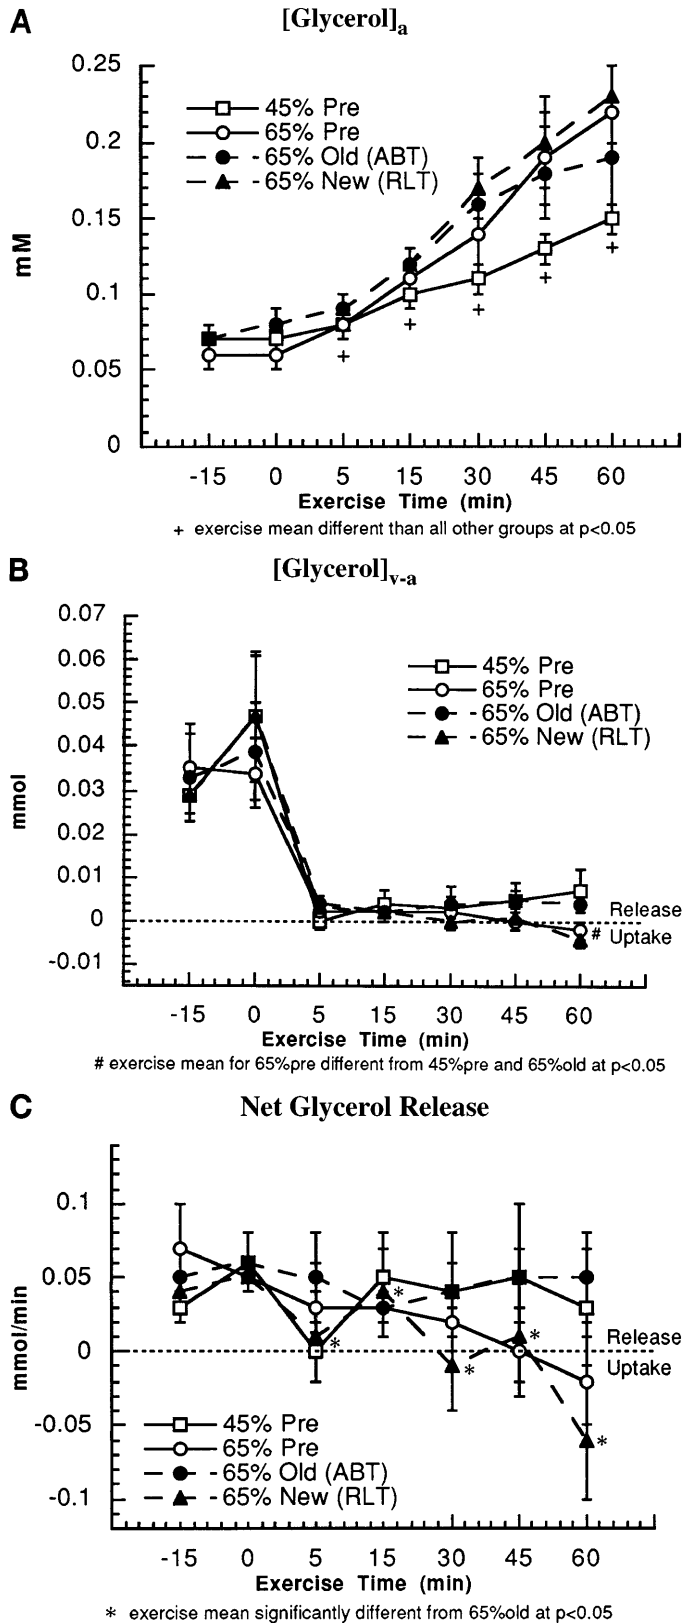 A
[Glycerol]a
0.25
0.2
0.15
0.1
0.05
0
mM
45% Pre
65% Pre
65% Old (ABT)
65% New (RLT)
+ + + + + +
-15 0 5 15 30 45 60
Exercise Time (min)
+ exercise mean different than all other groups at p<0.05
B
[Glycerol]v-a
0.07
0.06
0.05
0.04
0.03
0.02
0.01
0
-0.01
mmol
45% Pre
65% Pre
65% Old (ABT)
65% New (RLT)
Release
# Uptake
-15 0 5 15 30 45 60
Exercise Time (min)
# exercise mean for 65%pre different from 45%pre and 65%old at p<0.05
C
Net Glycerol Release
0.1
0.05
0
-0.05
-0.1
mmol/min
* * * * *
Release
Uptake
45% Pre
65% Pre
65% Old (ABT)
65% New (RLT)
-15 0 5 15 30 45 60
Exercise Time (min)
* exercise mean significantly different from 65%old at p<0.05